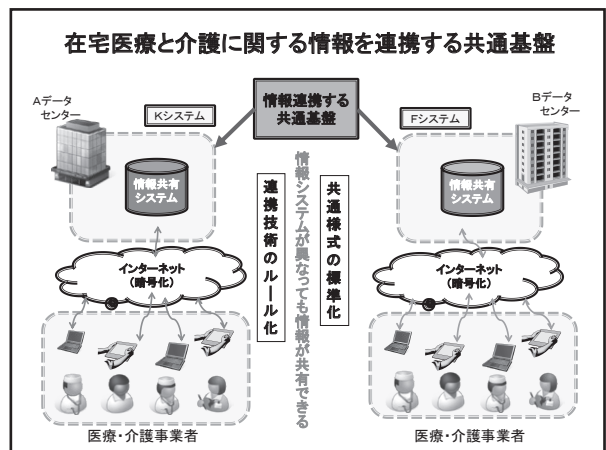 在宅医療と介護に関する情報を連携する共通基盤
Aデータ
センター
Kシステム
情報連携する
共通基盤
Fシステム
Bデータ
センター
情報共有
システム
情報共有
システム
連携技術のルール化
情報システムが異なっても情報が共有できる
共通様式の標準化
インターネット
(暗号化)
インターネット
(暗号化)
医療・介護事業者
医療・介護事業者